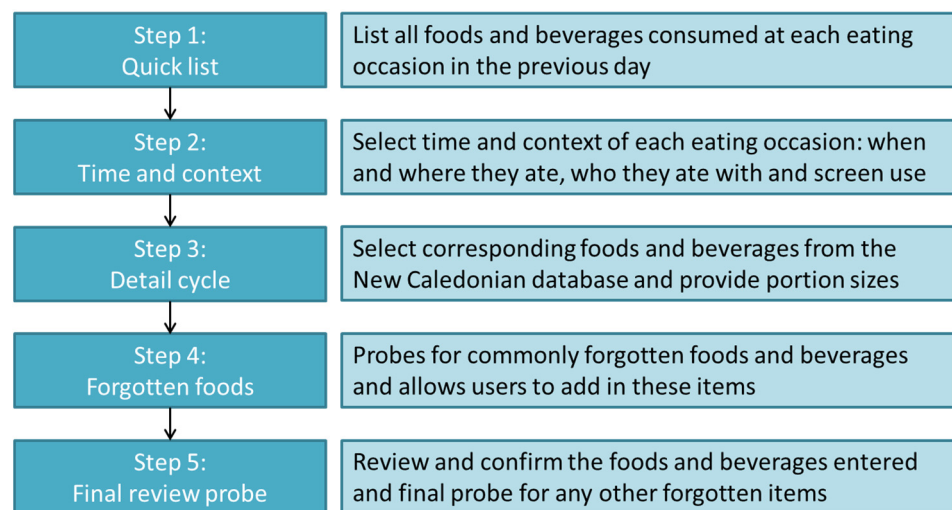 Step 1:
Quick list
List all foods and beverages consumed at each eating
occasion in the previous day
Step 2:
Time and context
Select time and context of each eating occasion: when
and where they ate, who they ate with and screen use
Step 3:
Detail cycle
Select corresponding foods and beverages from the
New Caledonian database and provide portion sizes
Step 4:
Forgotten foods
Probes for commonly forgotten foods and beverages
and allows users to add in these items
Step 5:
Final review probe
Review and confirm the foods and beverages entered
and final probe for any other forgotten items